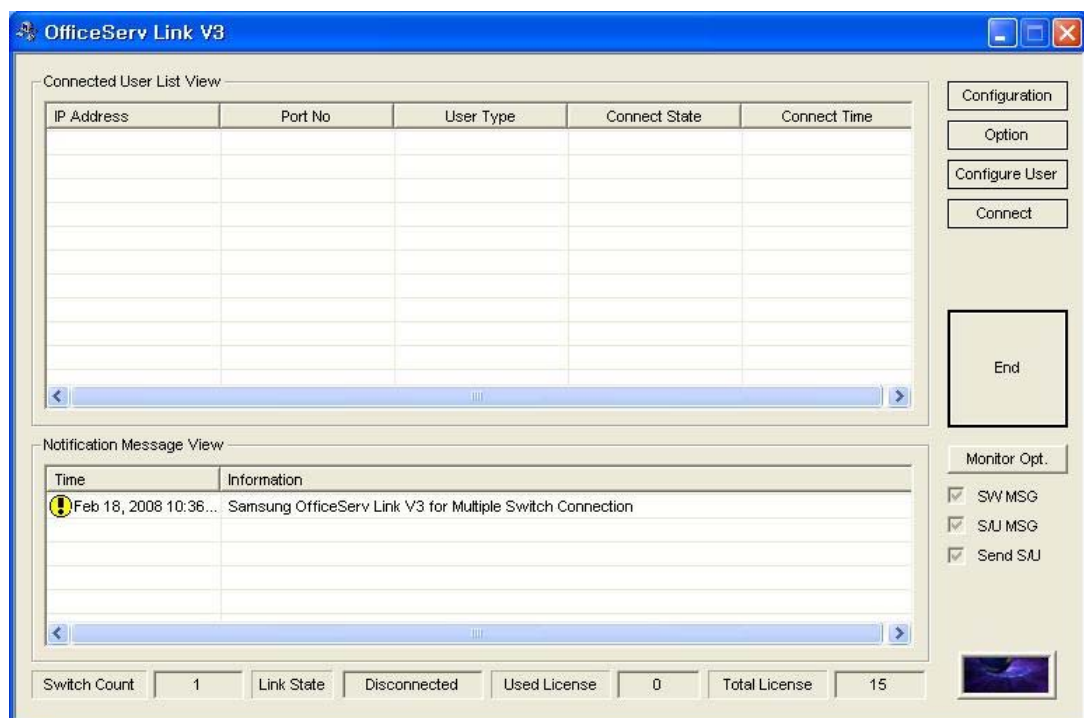 OfficeServ Link V3
Connected User List View
IP Address Port No User Type Connect State Connect Time
Configuration
Option
Configure User
Connect
End
Notification Message View
Time Information
Feb 18, 2008 10:36... Samsung OfficeServ Link V3 for Multiple Switch Connection
Monitor Opt.
SW MSG
S/U MSG
Send S/U
Switch Count 1 Link State Disconnected Used License 0 Total License 15